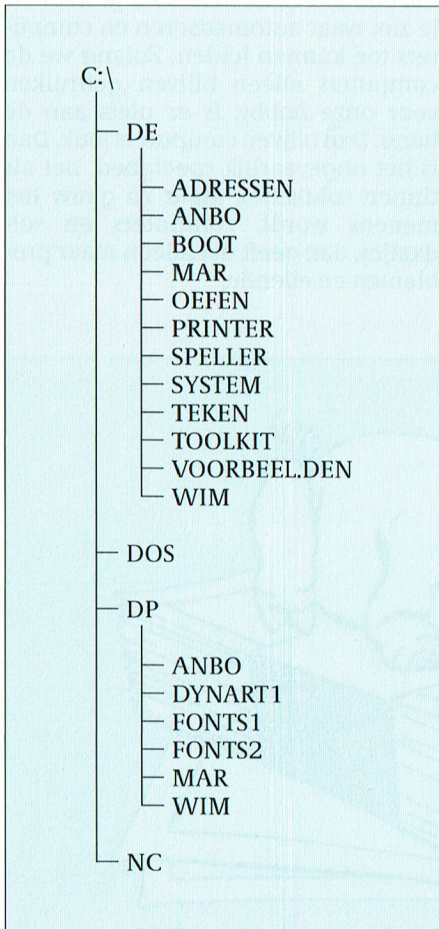 C:\
DE
ADRESSEN
ANBO
BOOT
MAR
OEFEN
PRINTER
SPELLER
SYSTEM
TEKEN
TOOLKIT
VOORBEEL.DEN
WIM
DOS
DP
ANBO
DYNART1
FONTS1
FONTS2
MAR
WIM
NC